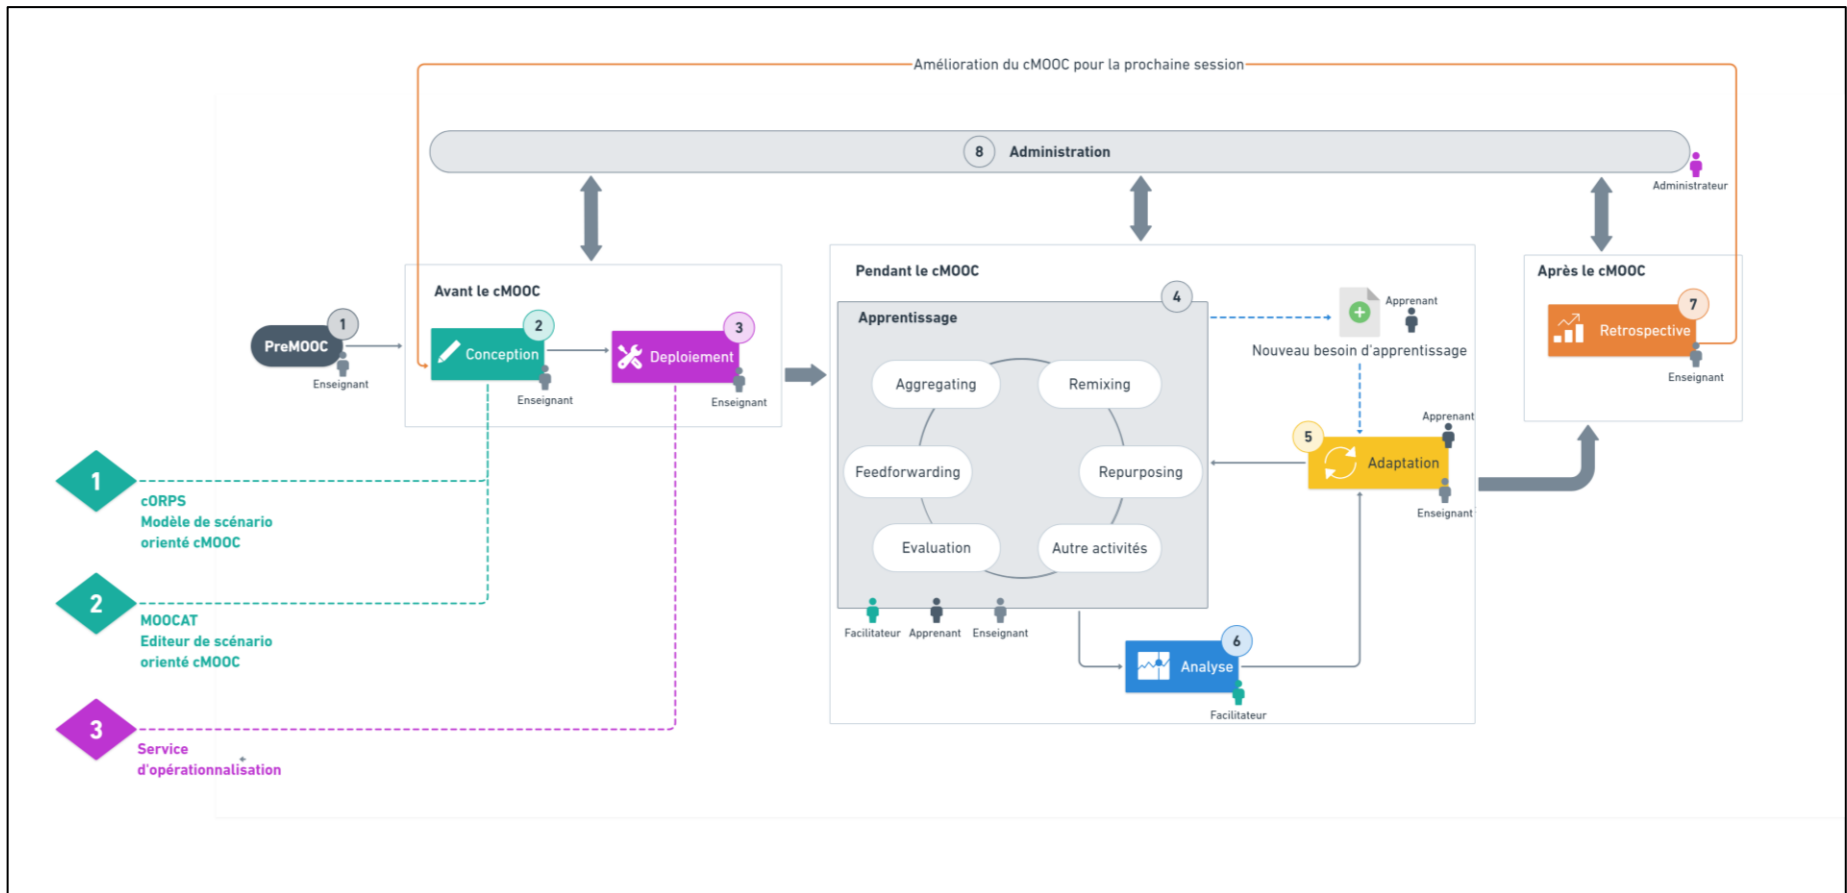 Amélioration du cMOOC pour la prochaine session
8 Administration
Administrateur
Avant le cMOOC
1
PreMOOC
Enseignant
2
Conception
Enseignant
3
Deploiement
Enseignant
Pendant le cMOOC
4
Apprentissage
Aggregating
Remixing
Feedforwarding
Repurposing
Evaluation
Autre activités
Facilitateur
Apprenant
Enseignant
Apprenant
Nouveau besoin d'apprentissage
5
Adaptation
Apprenant
Enseignant
6
Analyse
Facilitateur
Après le cMOOC
7
Retrospective
Enseignant
1
cORPS
Modèle de scénario
orienté cMOOC
2
MOOCAT
Editeur de scénario
orienté cMOOC
3
Service
d'opérationnalisation